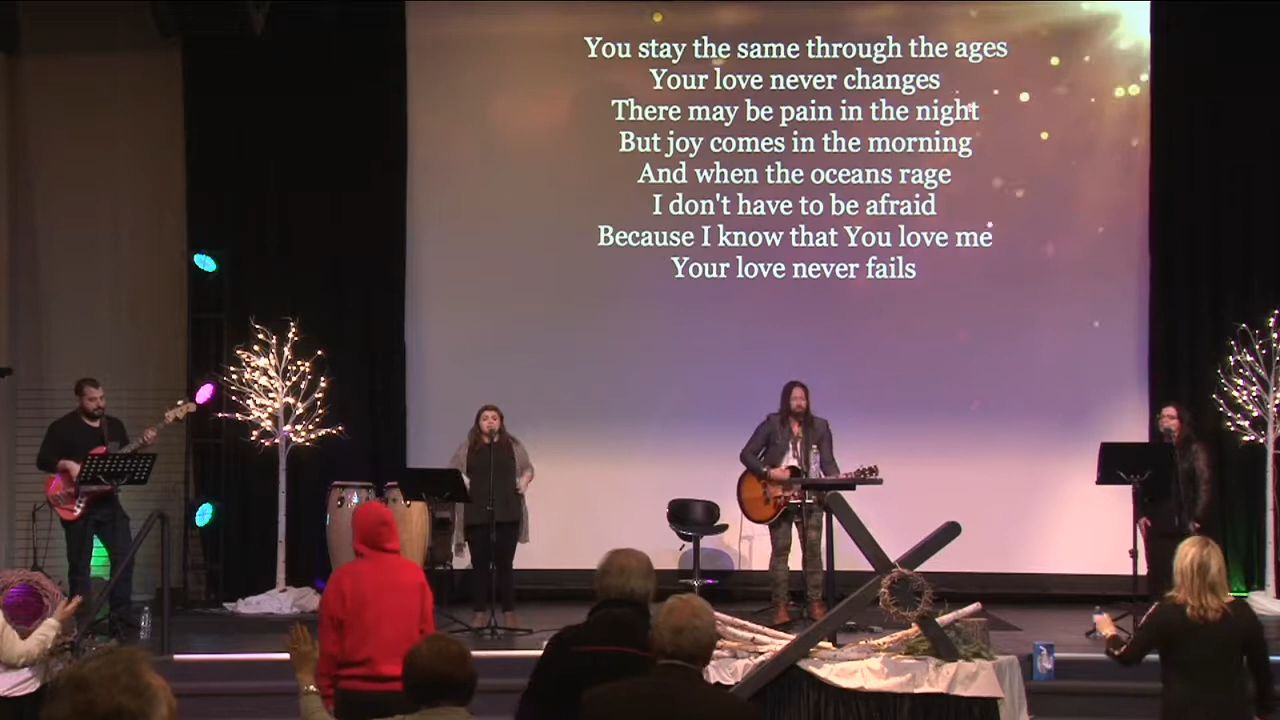 You stay the same through the ages
Your love never changes
There may be pain in the night
But joy comes in the morning
And when the oceans rage
I don't have to be afraid
Because I know that You love me
Your love never fails